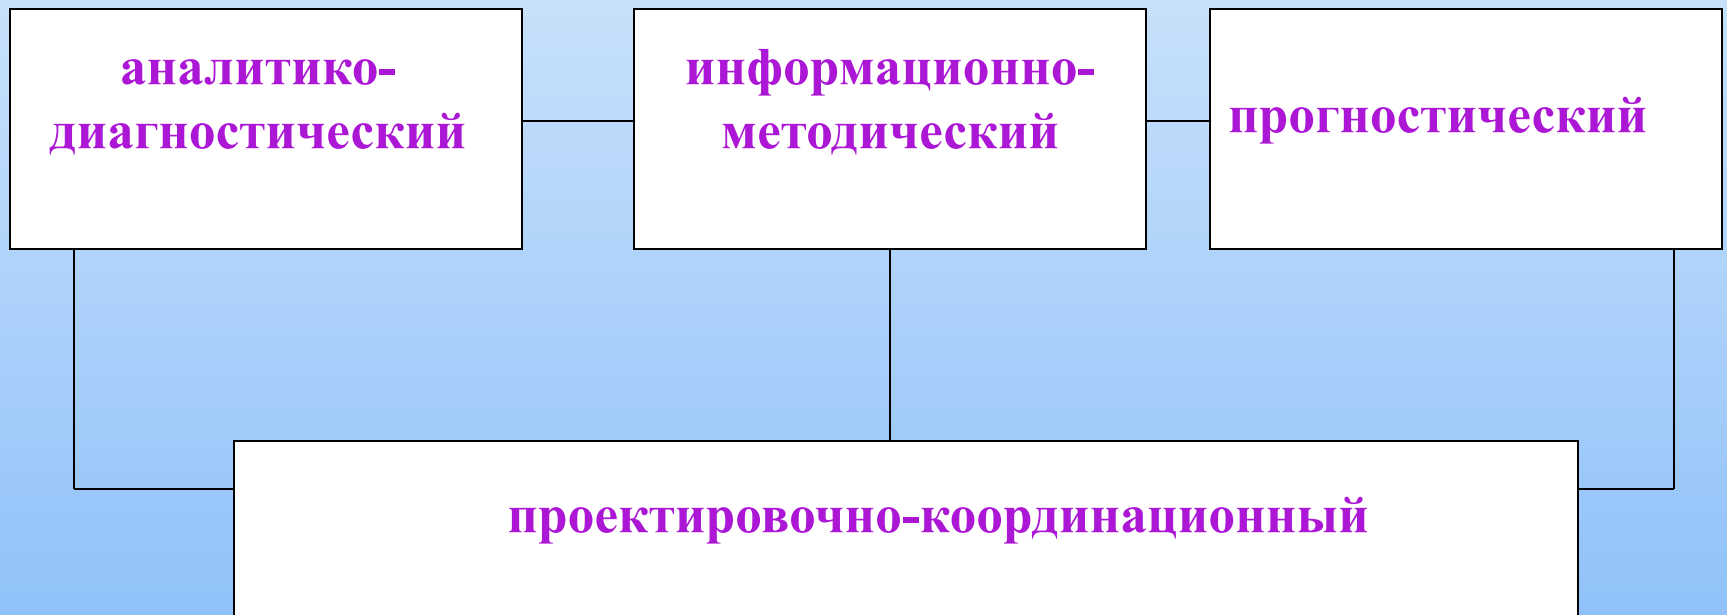 аналитико-
диагностический
информационно-
методический
прогностический
проектировочно-координационный